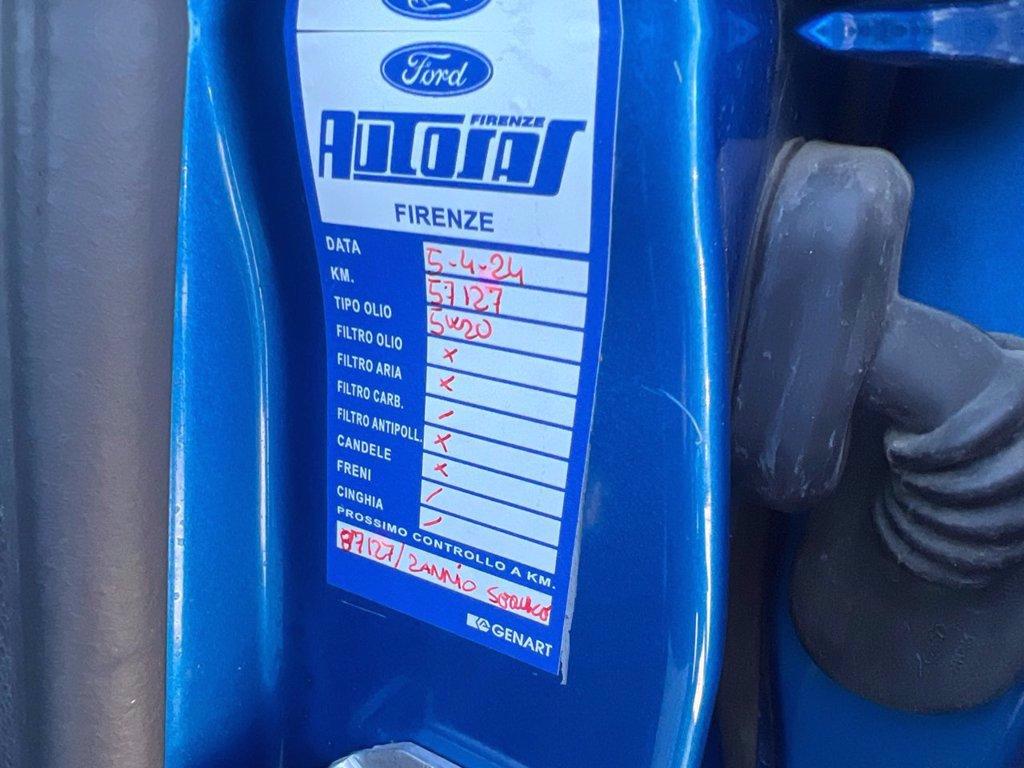 Ford
FIRENZE
AUTOSAS
FIRENZE
DATA 5-4-24
KM. 57127
TIPO OLIO 5W20
FILTRO OLIO x
FILTRO ARIA x
FILTRO CARB. /
FILTRO ANTIPOLL. x
CANDELE x
FRENI /
CINGHIA /
PROSSIMO CONTROLLO A KM.
87127/2ANNIO
GENART